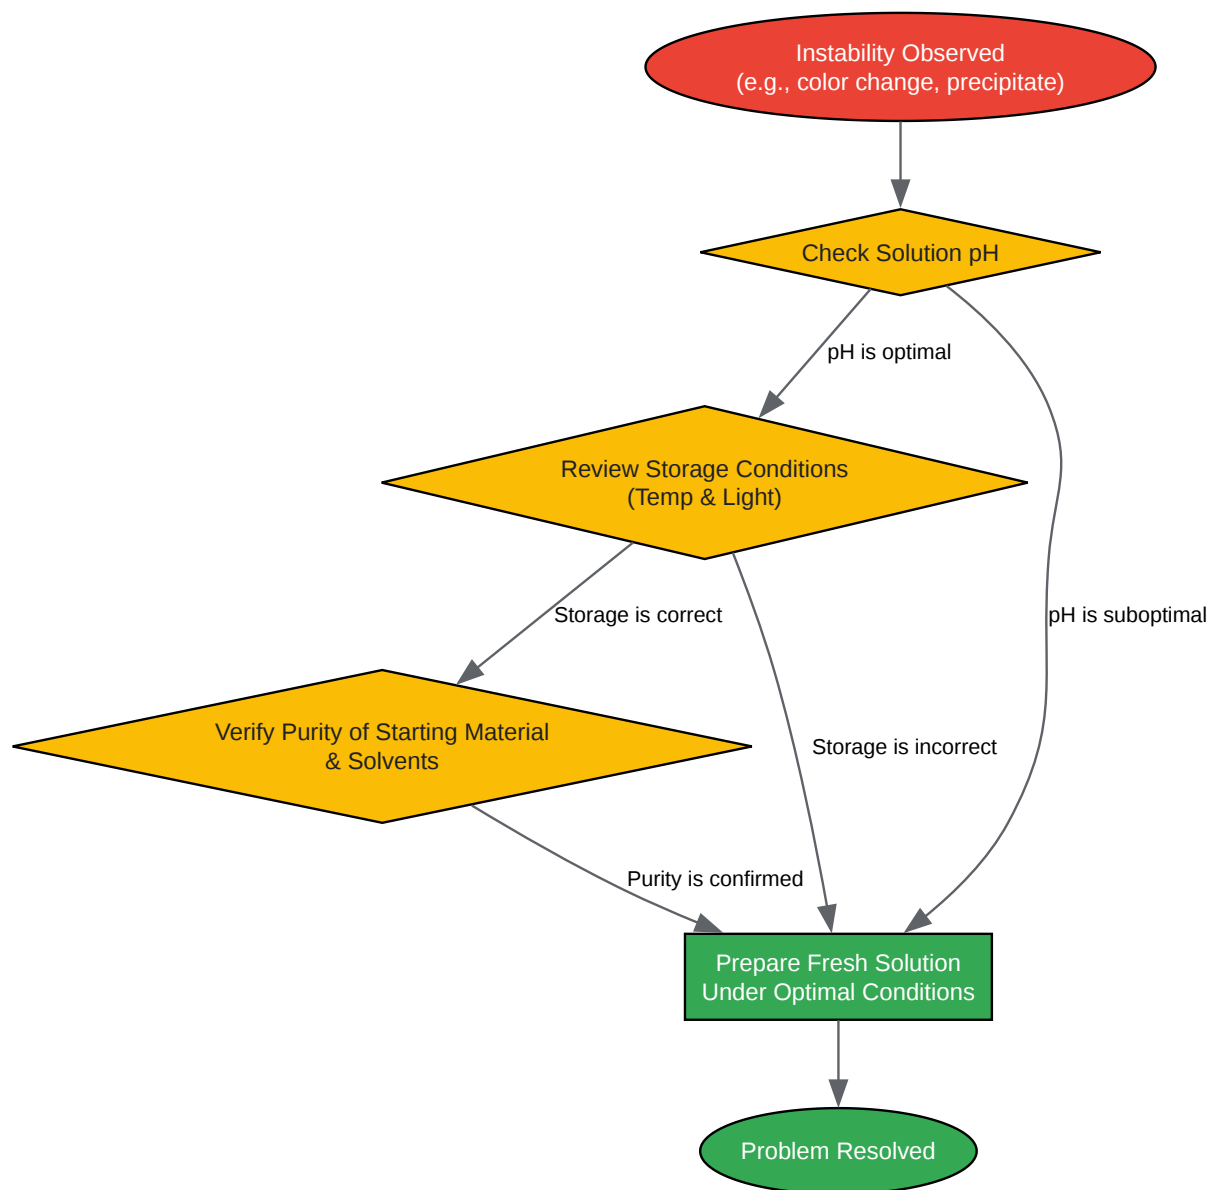 Instability Observed
(e.g., color change, precipitate)
Check Solution pH
pH is optimal
Review Storage Conditions
(Temp & Light)
Storage is correct
pH is suboptimal
Verify Purity of Starting Material
& Solvents
Storage is incorrect
Purity is confirmed
Prepare Fresh Solution
Under Optimal Conditions
Problem Resolved